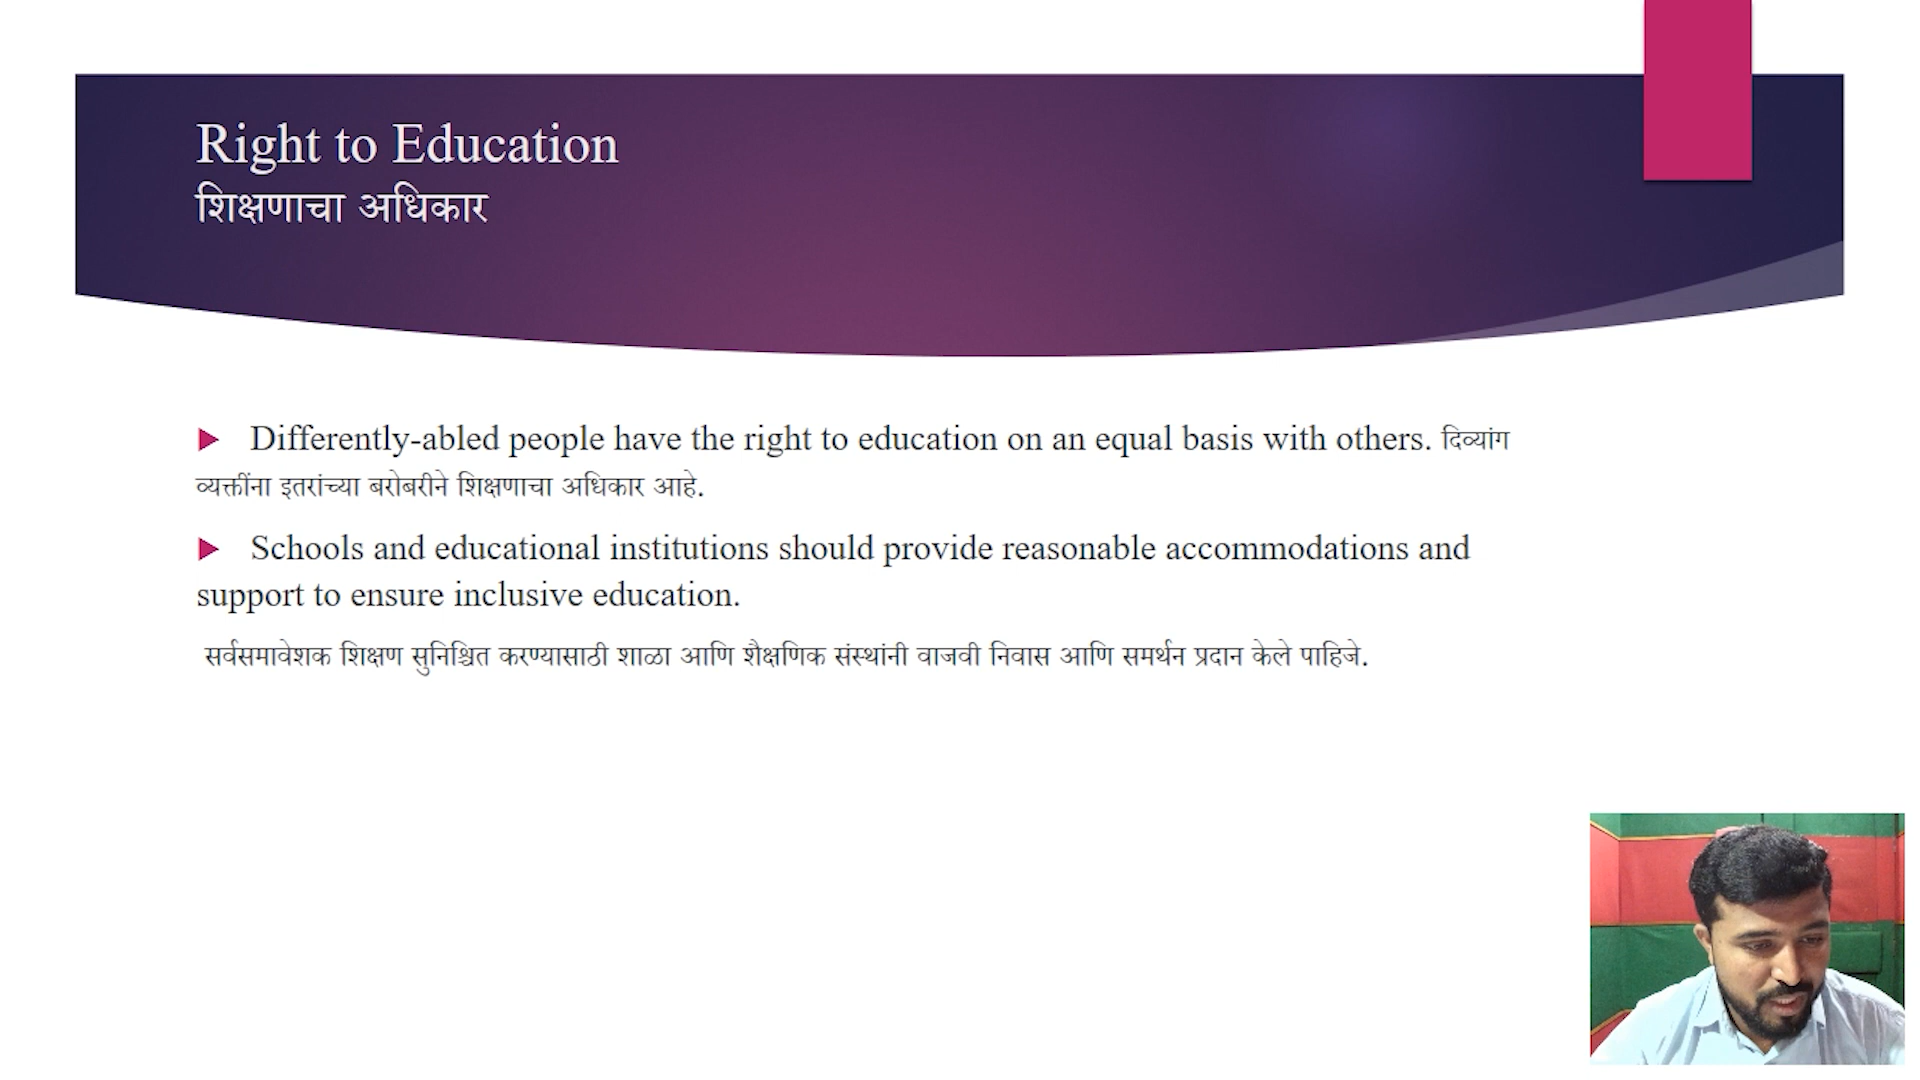 Right to Education
शिक्षणाचा अधिकार
Differently-abled people have the right to education on an equal basis with others. दिव्यांग
व्यक्तींना इतरांच्या बरोबरीने शिक्षणाचा अधिकार आहे.
Schools and educational institutions should provide reasonable accommodations and
support to ensure inclusive education.
सर्वसमावेशक शिक्षण सुनिश्चित करण्यासाठी शाळा आणि शैक्षणिक संस्थांनी वाजवी निवास आणि समर्थन प्रदान केले पाहिजे.